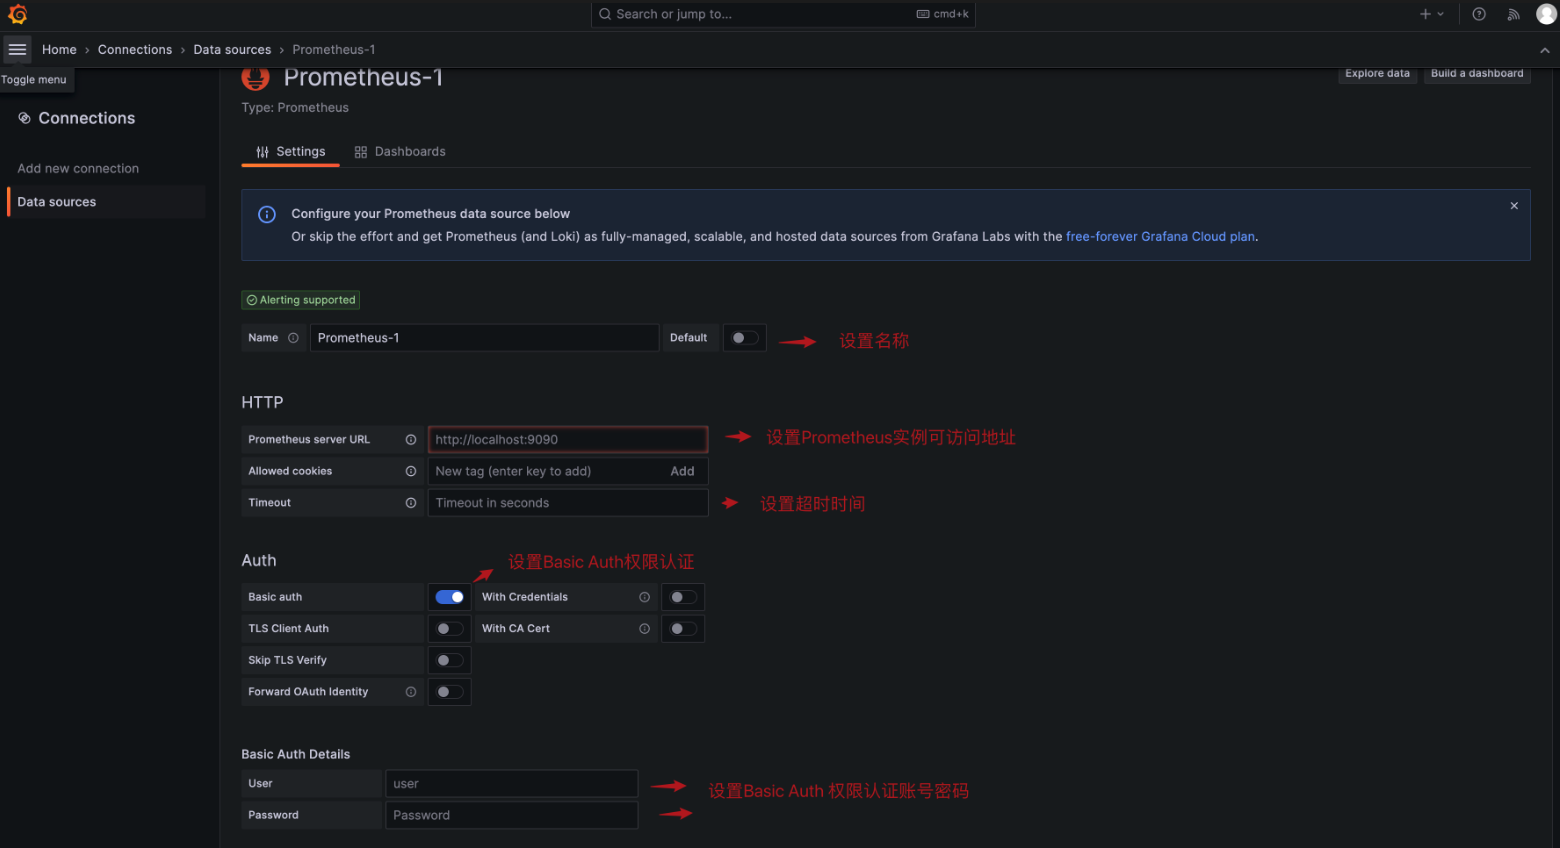 Search or jump to...
cmd+k
Home › Connections › Data sources › Prometheus-1
Toggle menu
Prometheus-1
Explore data
Build a dashboard
Type: Prometheus
Connections
Add new connection
Data sources
Settings
Dashboards
Configure your Prometheus data source below
Or skip the effort and get Prometheus (and Loki) as fully-managed, scalable, and hosted data sources from Grafana Labs with the free-forever Grafana Cloud plan.
Alerting supported
Name Prometheus-1 Default 设置名称
HTTP
Prometheus server URL http://localhost:9090 设置Prometheus实例可访问地址
Allowed cookies New tag (enter key to add) Add
Timeout Timeout in seconds 设置超时时间
Auth
设置Basic Auth权限认证
Basic auth With Credentials
TLS Client Auth With CA Cert
Skip TLS Verify
Forward OAuth Identity
Basic Auth Details
User user
设置Basic Auth 权限认证账号密码
Password Password